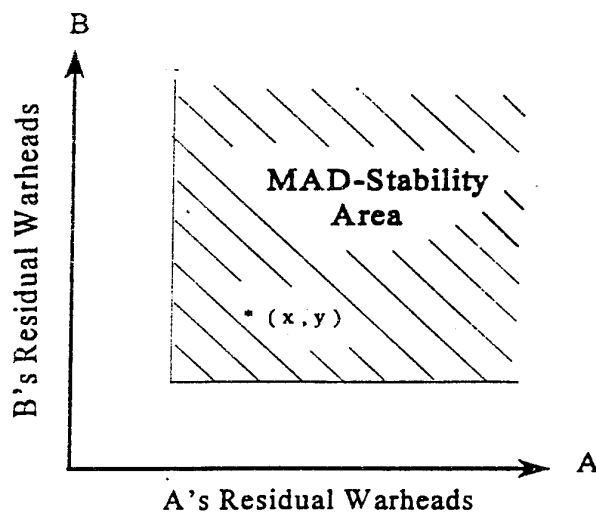 B
MAD-Stability
Area
* (x,y)
B's Residual Warheads
A
A's Residual Warheads